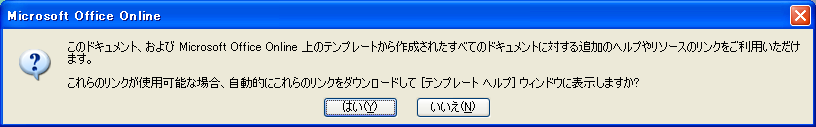 Microsoft Office Online
このドキュメント、および Microsoft Office Online 上のテンプレートから作成されたすべてのドキュメントに対する追加のヘルプやリソースのリンクをご利用いただけ
ます。
これらのリンクが使用可能な場合、自動的にこれらのリンクをダウンロードして [テンプレート ヘルプ] ウィンドウに表示しますか?
はい(Y) いいえ(N)